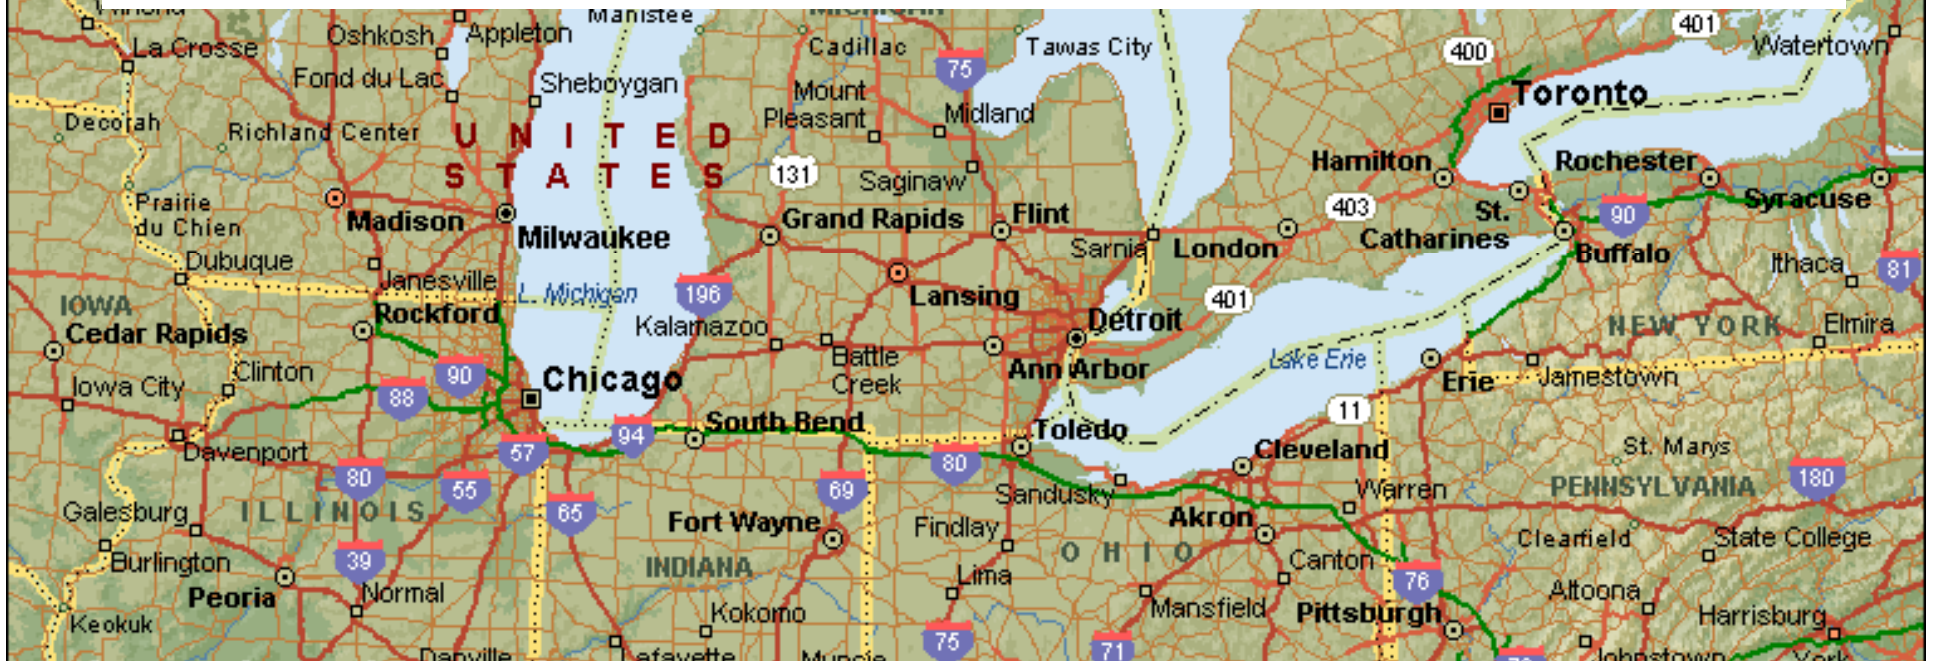 Manistee
MICHIGAN
401
La Crosse
Oshkosh
Appleton
Cadillac
Tawas City
400
Watertown
75
Fond du Lac
Sheboygan
Mount
Pleasant
Midland
Toronto
Decorah
Richland Center
UNITED
STATES
131
Saginaw
Hamilton
Rochester
Prairie
du Chien
Madison
Milwaukee
Grand Rapids
Flint
403
St.
Catharines
90
Syracuse
Sarnia
London
Buffalo
Dubuque
Janesville
L. Michigan
196
Lansing
401
Ithaca
81
IOWA
Cedar Rapids
Rockford
Kalamazoo
Detroit
NEW YORK
Elmira
Battle
Creek
Ann Arbor
Lake Erie
Erie
Jamestown
Iowa City
Clinton
88
90
Chicago
11
Davenport
57
94
South Bend
80
Toledo
Cleveland
St. Marys
80
55
65
69
Sandusky
Warren
PENNSYLVANIA
180
Galesburg
ILLINOIS
Fort Wayne
Findlay
Akron
Clearfield
State College
Burlington
39
INDIANA
OHIO
Canton
76
Peoria
Normal
Lima
Mansfield
Pittsburgh
Altoona
Harrisburg
Keokuk
Kokomo
75
71
Danville
Lafayette
Muncie
Johnstown
York